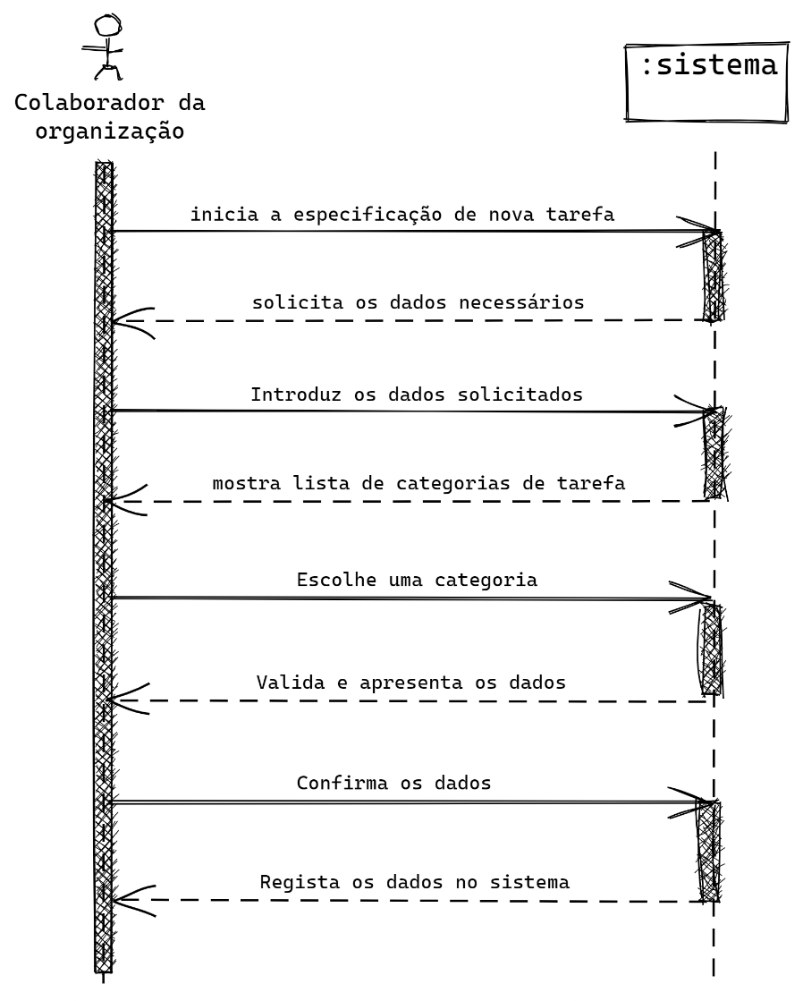 Colaborador da
organização
:sistema
inicia a especificação de nova tarefa
solicita os dados necessários
Introduz os dados solicitados
mostra lista de categorias de tarefa
Escolhe uma categoria
Valida e apresenta os dados
Confirma os dados
Regista os dados no sistema